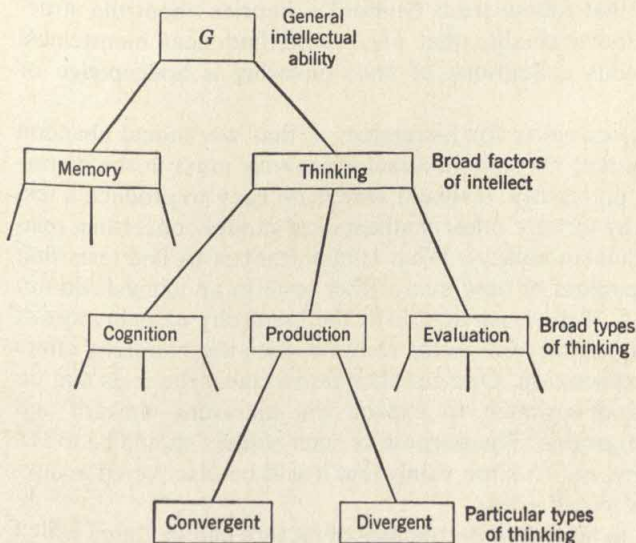 G
General
intellectual
ability
Memory
Thinking
Broad factors
of intellect
Cognition
Production
Evaluation
Broad types
of thinking
Convergent
Divergent
Particular types
of thinking